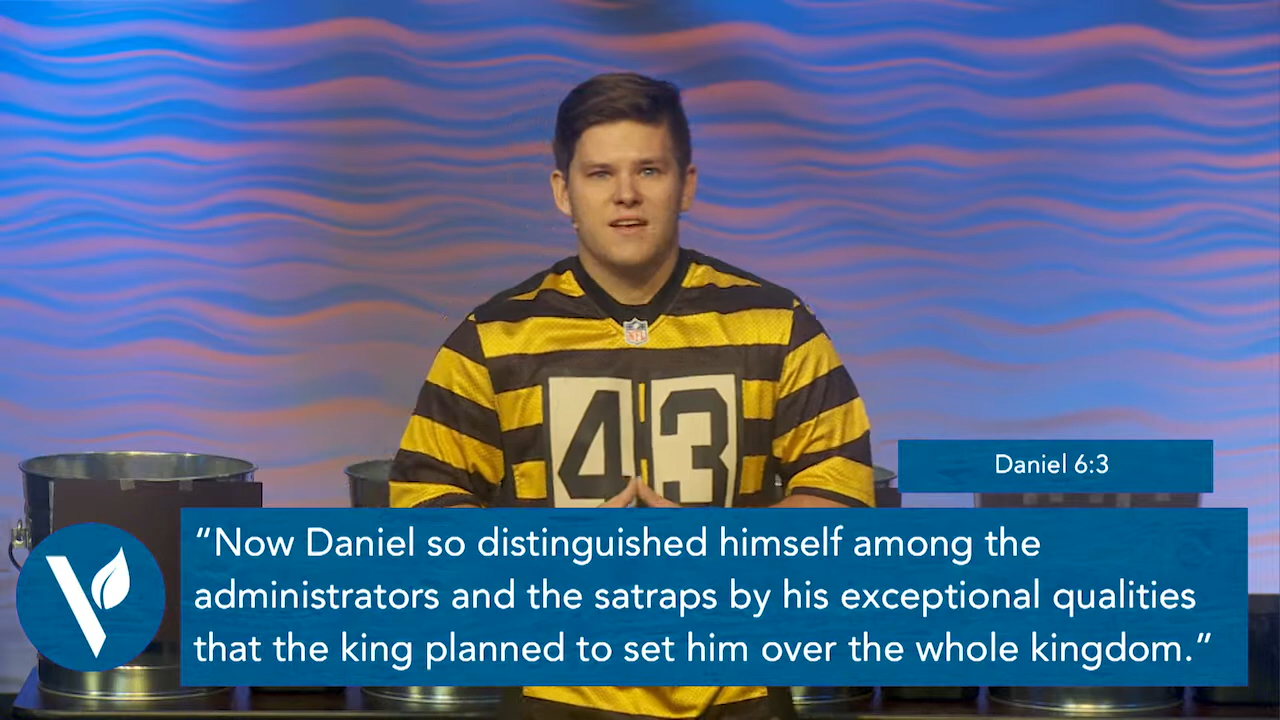 NFL
43
Daniel 6:3
“Now Daniel so distinguished himself among the
administrators and the satraps by his exceptional qualities
that the king planned to set him over the whole kingdom.”